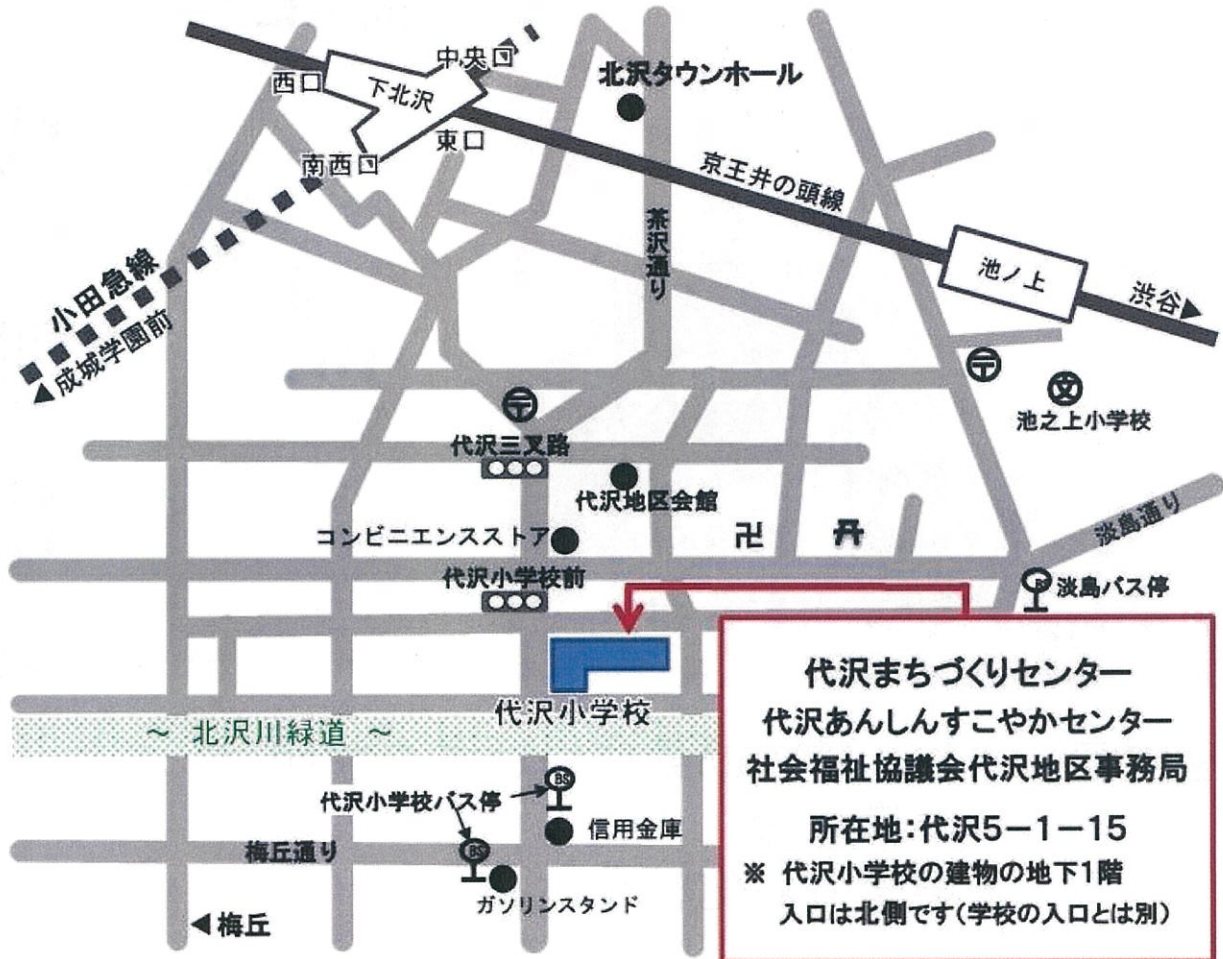 中央口
西口
下北沢
北沢タウンホール
東口
南西口
京王井の頭線
茶沢通り
小田急線
◀成城学園前
池ノ上
渋谷▶
〒
文
池之上小学校
〒
代沢三叉路
代沢地区会館
コンビニエンスストア
卍
淡島通り
代沢小学校前
BS
淡島バス停
代沢小学校
～ 北沢川緑道 ～
代沢小学校バス停
BS
信用金庫
梅丘通り
BS
ガソリンスタンド
◀梅丘
代沢まちづくりセンター
代沢あんしんすこやかセンター
社会福祉協議会代沢地区事務局
所在地:代沢5－1－15
※ 代沢小学校の建物の地下1階
入口は北側です(学校の入口とは別)